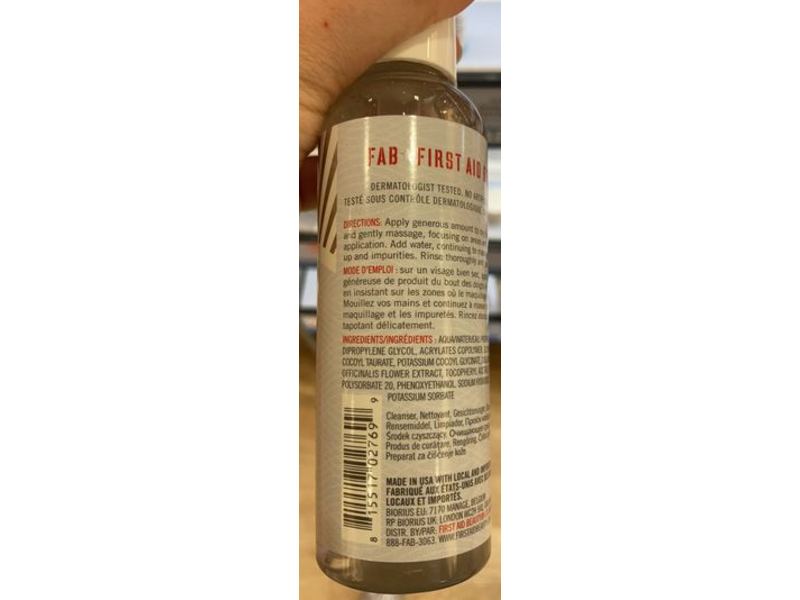 FAB FIRST AID
DERMATOLOGIST TESTED, NO
TESTÉ SOUS CONTRÔLE DERMATOLOGIQUE
DIRECTIONS: Apply generous amount to
and gently massage, focusing on areas
application. Add water, continuing to
up and impurities. Rinse thoroughly and
MODE D'EMPLOI : sur un visage bien sec,
généreuse de produit du bout des doigts
en insistant sur les zones où le
Mouillez vos mains et continuez à
maquillage et les impuretés. Rincez
tapotant délicatement.
INGREDIENTS/INGRÉDIENTS : AQUA/WATER/EAU,
DIPROPYLENE GLYCOL, ACRYLATES COPOLYMER,
COCOYL TAURATE, POTASSIUM COCOYL GLYCINATE,
OFFICINALIS FLOWER EXTRACT, TOCOPHERYL
POLYSORBATE 20, PHENOXYETHANOL, SODIUM
POTASSIUM SORBATE
Cleanser, Nettoyant, Gesichtsreiniger,
Rensemiddel, Limpiador,
Środek czyszczący, Очищающее
Produs de curățare, Rengöring,
Preparat za čišćenje kože
MADE IN USA WITH LOCAL AND
FABRIQUÉ AUX ÉTATS-UNIS AVEC
LOCAUX ET IMPORTÉS.
BIORIUS EU: 7170 MANAGE, BELGIUM
RP BIORIUS UK, LONDON WC2H 9JQ
DISTR. BY/PAR: FIRST AID BEAUTY
888-FAB-3063.
8 15517 02769 9